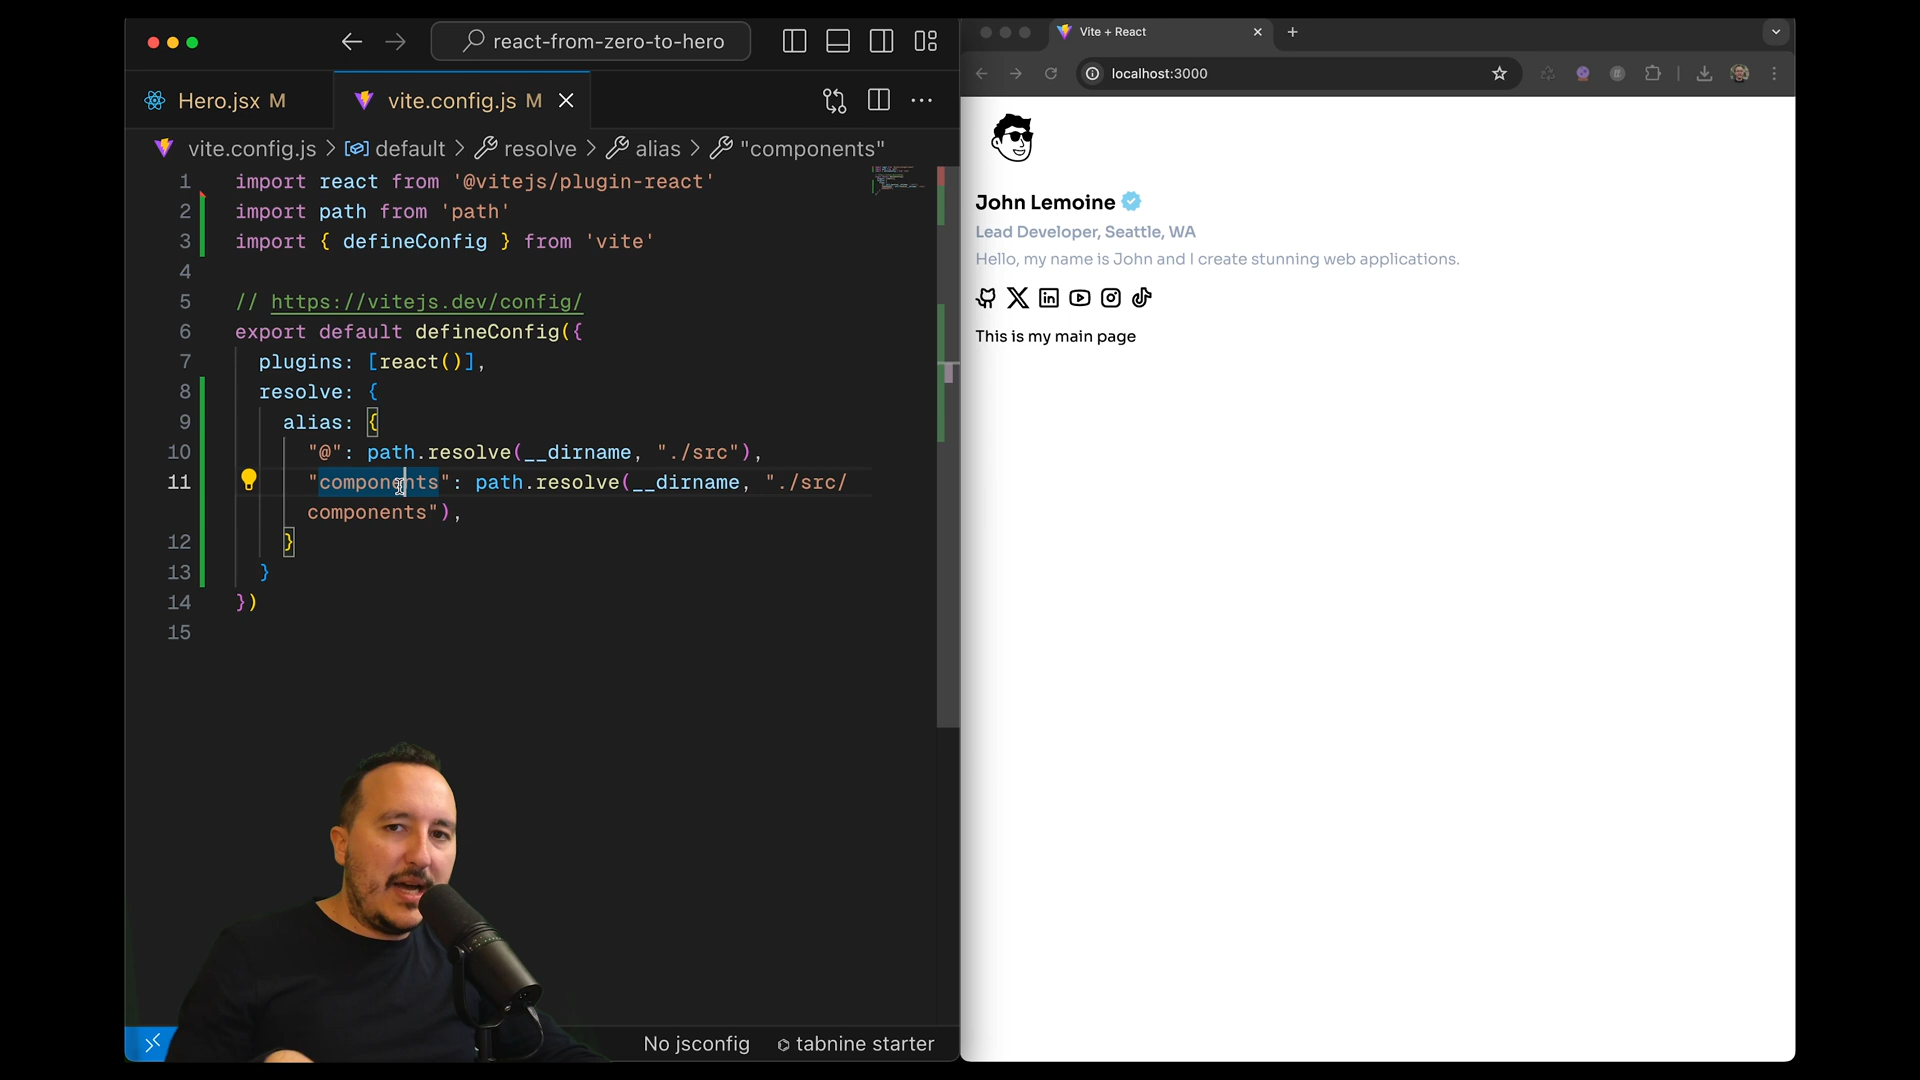 react-from-zero-to-hero
Hero.jsx M
vite.config.js M
vite.config.js > default > resolve > alias > "components"
1 import react from '@vitejs/plugin-react'
2 import path from 'path'
3 import { defineConfig } from 'vite'
4
5 // https://vitejs.dev/config/
6 export default defineConfig({
7 plugins: [react()],
8 resolve: {
9 alias: {
10 "@": path.resolve(__dirname, "./src"),
11 "components": path.resolve(__dirname, "./src/
components"),
12 }
13 }
14 })
15
No jsconfig
tabnine starter
Vite + React
localhost:3000
John Lemoine
Lead Developer, Seattle, WA
Hello, my name is John and I create stunning web applications.
This is my main page